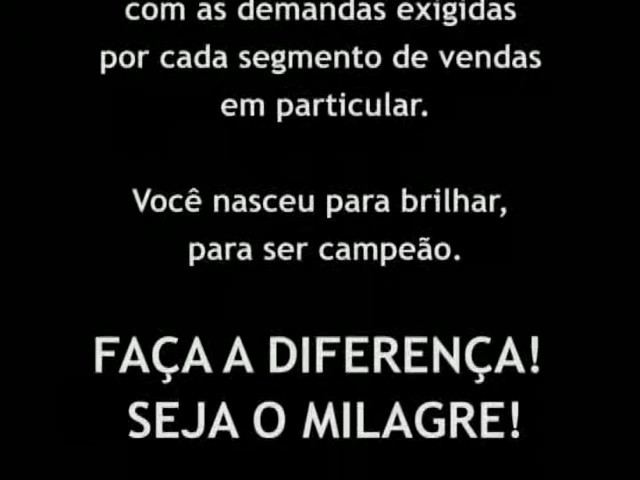 com as demandas exigidas
por cada segmento de vendas
em particular.
Você nasceu para brilhar,
para ser campeão.
FAÇA A DIFERENÇA!
SEJA O MILAGRE!